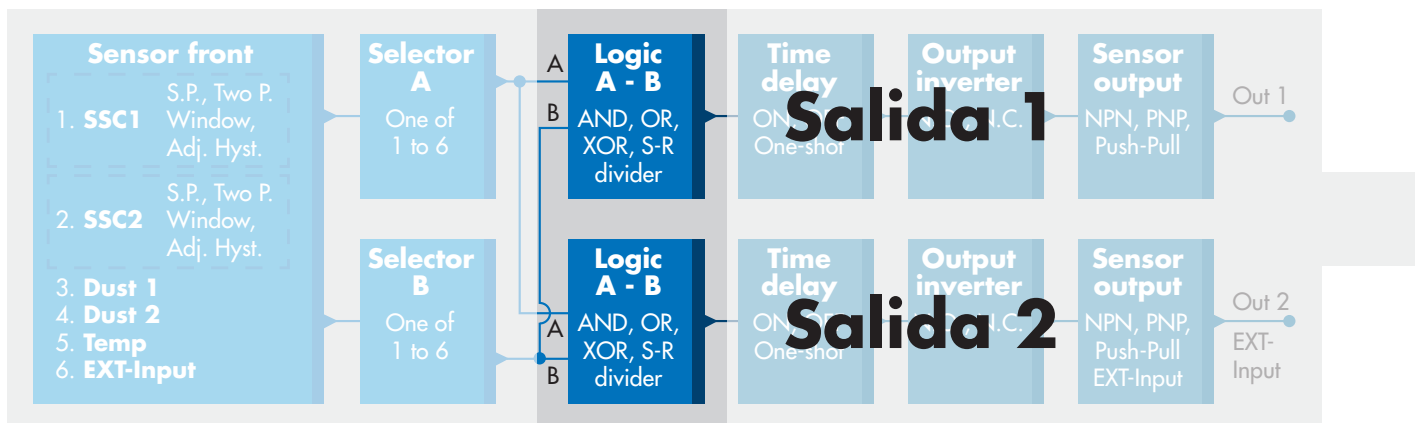 Sensor front
1. SSC1
S.P., Two P.
Window,
Adj. Hyst.
2. SSC2
S.P., Two P.
Window,
Adj. Hyst.
3. Dust 1
4. Dust 2
5. Temp
6. EXT-Input
Selector
A
One of
1 to 6
Selector
B
One of
1 to 6
A
B
Logic
A - B
AND, OR,
XOR, S-R
divider
Time
delay
One-shot
Output
inverter
N.C.
Sensor
output
NPN, PNP,
Push-Pull
Out 1
Salida 1
A
B
Logic
A - B
AND, OR,
XOR, S-R
divider
Time
delay
One-shot
Output
inverter
N.C.
Sensor
output
NPN, PNP,
Push-Pull
EXT-Input
Out 2
EXT-
Input
Salida 2